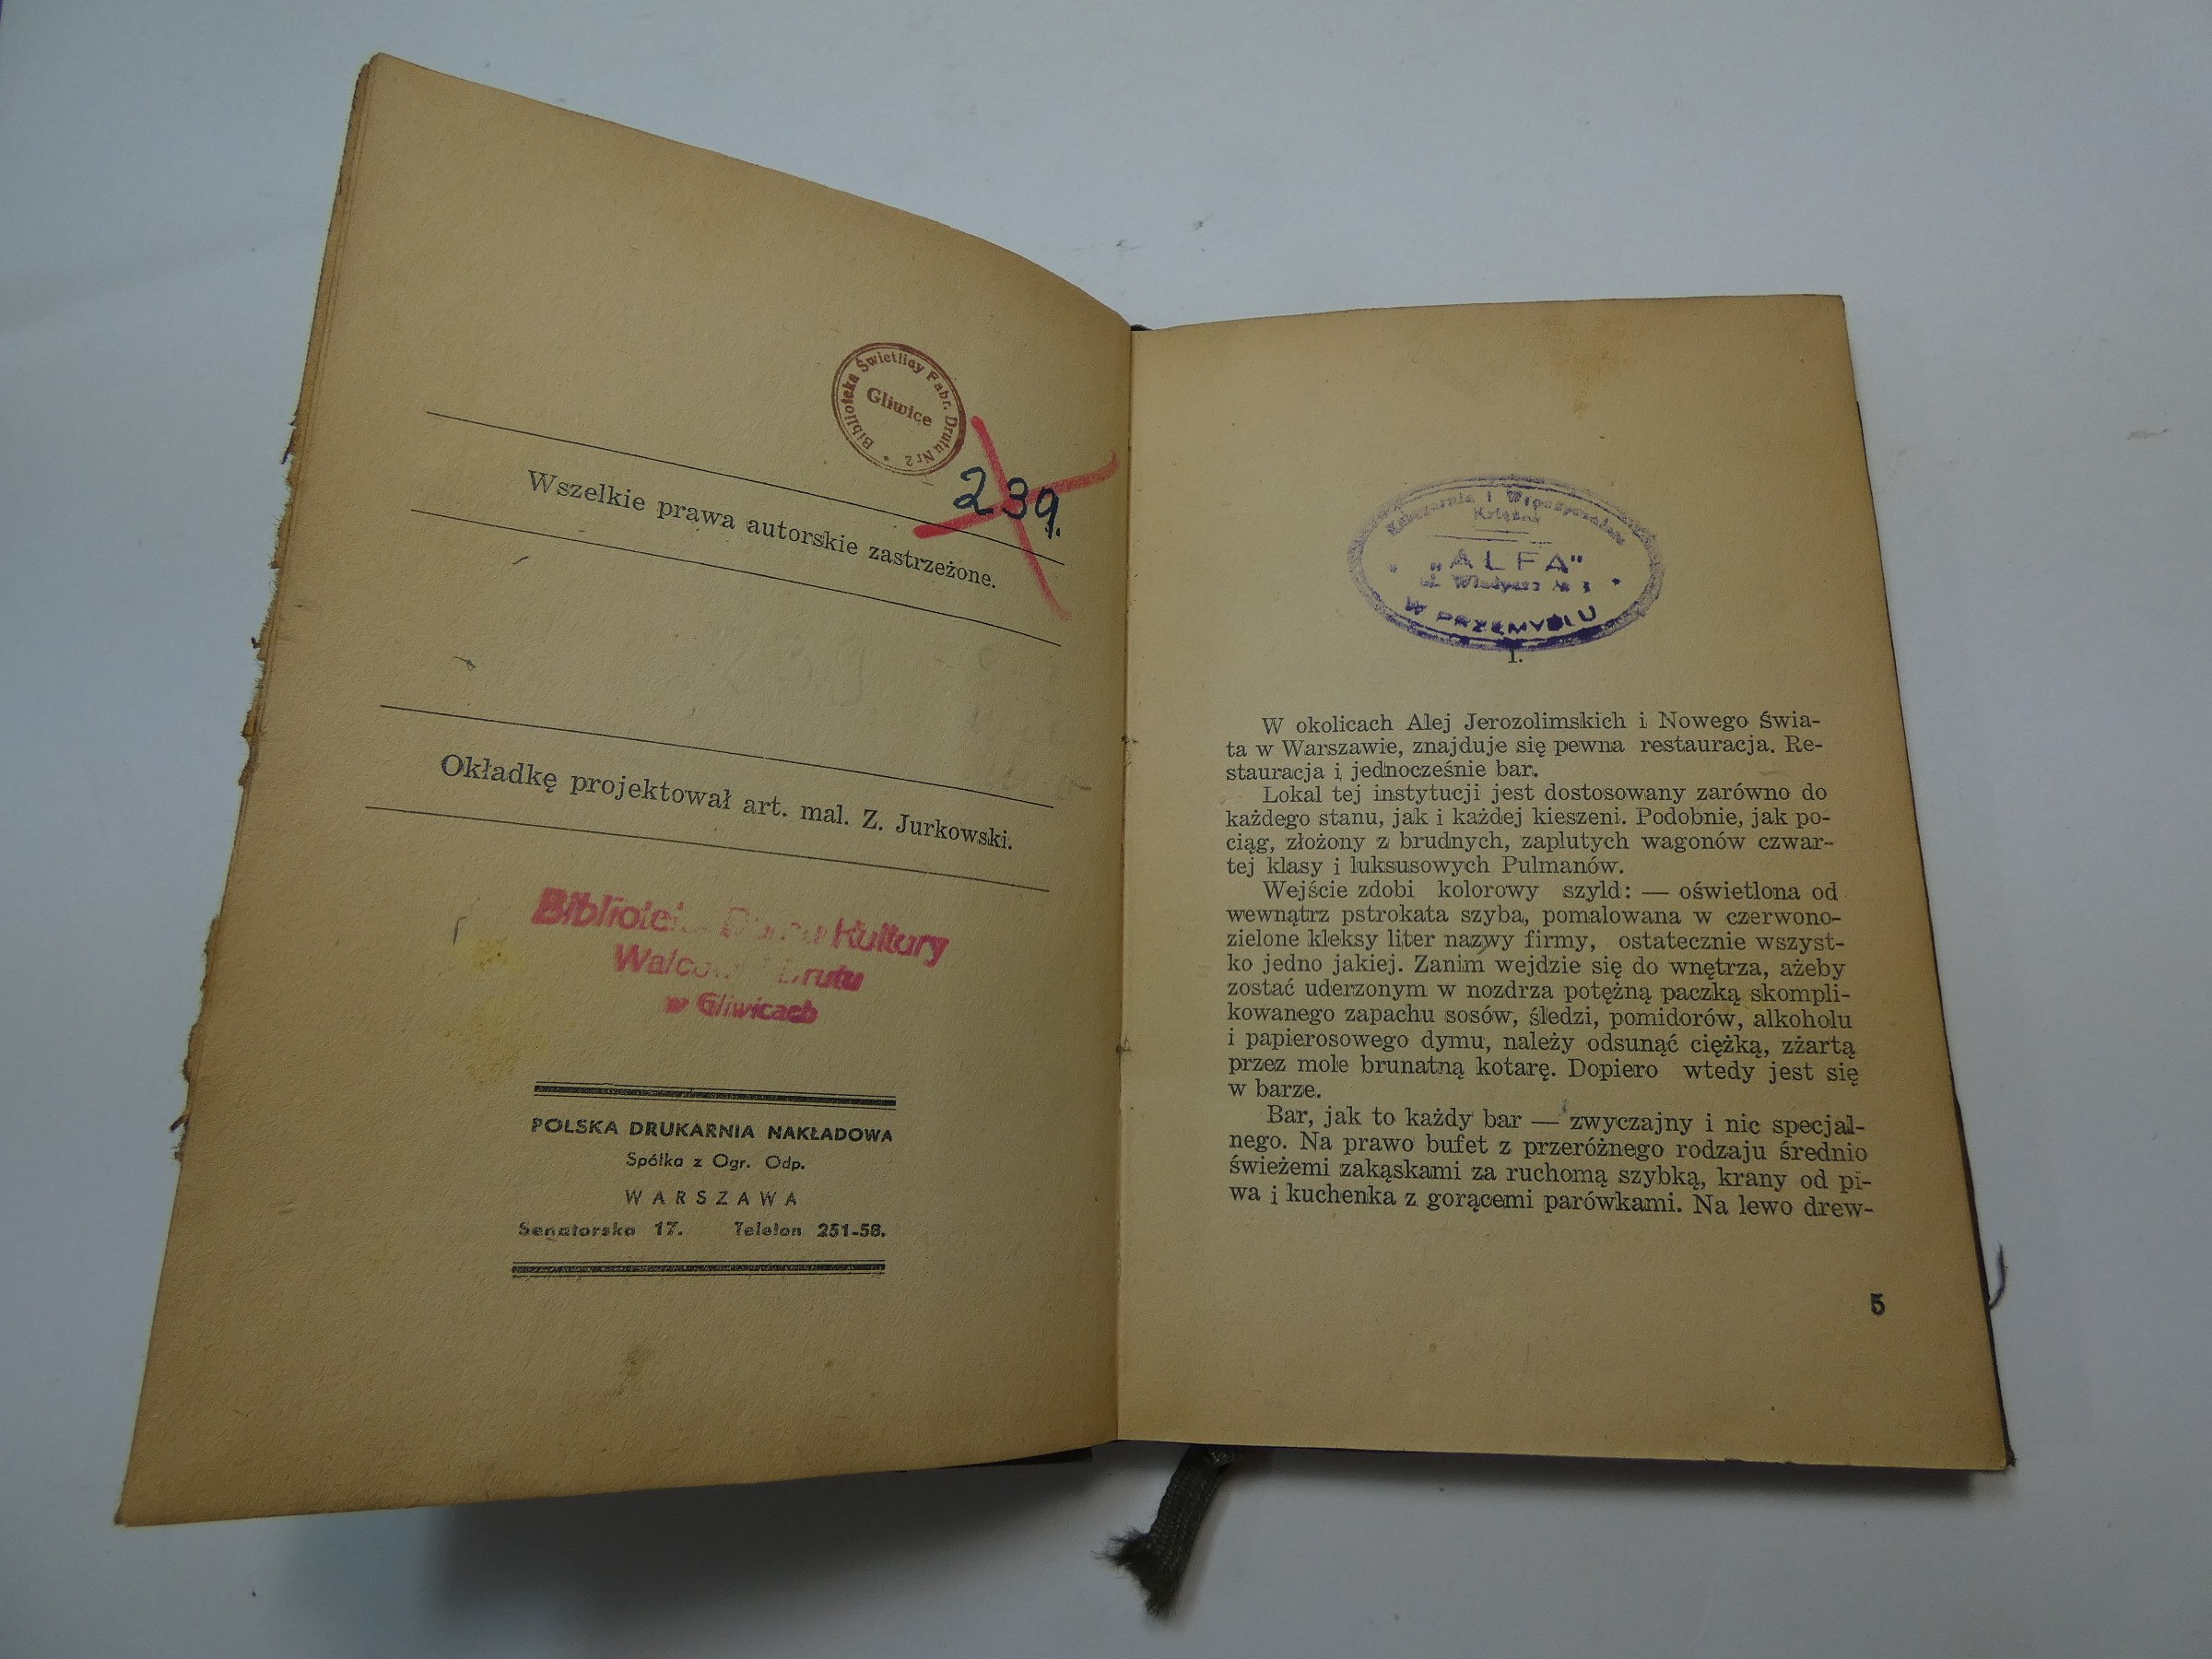 Biblioteka Świetlicy Fabr. Drutu Nr 2 *
Gliwice
239.
Wszelkie prawa autorskie zastrzeżone.
Okładkę projektował art. mal. Z. Jurkowski.
Kultury
w Gliwicach
POLSKA DRUKARNIA NAKŁADOWA
Spółka z Ogr. Odp.
WARSZAWA
Senatorska 17. Telefon 251-58.
„ALFA"
W PRZEMYŚLU
I.
W okolicach Alej Jerozolimskich i Nowego Świa-
ta w Warszawie, znajduje się pewna restauracja. Re-
stauracja i jednocześnie bar.
Lokal tej instytucji jest dostosowany zarówno do
każdego stanu, jak i każdej kieszeni. Podobnie, jak po-
ciąg, złożony z brudnych, zaplutych wagonów czwar-
tej klasy i luksusowych Pulmanów.
Wejście zdobi kolorowy szyld: — oświetlona od
wewnątrz pstrokata szyba, pomalowana w czerwono-
zielone kleksy liter nazwy firmy, ostatecznie wszyst-
ko jedno jakiej. Zanim wejdzie się do wnętrza, ażeby
zostać uderzonym w nozdrza potężną paczką skompli-
kowanego zapachu sosów, śledzi, pomidorów, alkoholu
i papierosowego dymu, należy odsunąć ciężką, zżartą
przez mole brunatną kotarę. Dopiero wtedy jest się
w barze.
Bar, jak to każdy bar — zwyczajny i nic specjal-
nego. Na prawo bufet z przeróżnego rodzaju średnio
świeżemi zakąskami za ruchomą szybką, krany od pi-
wa i kuchenka z gorącemi parówkami. Na lewo drew-
5